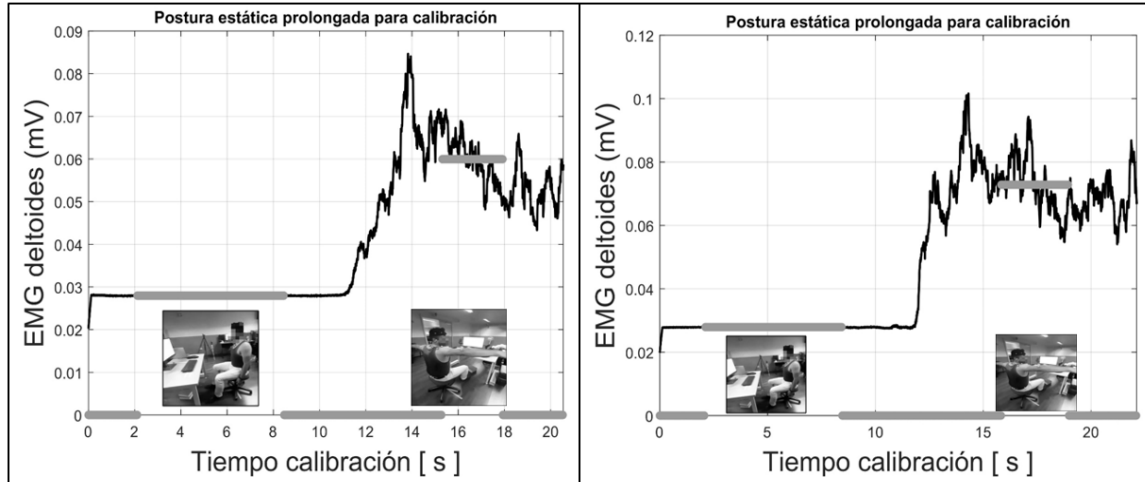 Postura estática prolongada para calibración
0.09
0.08
0.07
0.06
0.05
0.04
0.03
0.02
0.01
0
EMG deltoides (mV)
0 2 4 6 8 10 12 14 16 18 20
Tiempo calibración [ s ]
Postura estática prolongada para calibración
0.12
0.1
0.08
0.06
0.04
0.02
0
EMG deltoides (mV)
0 5 10 15 20
Tiempo calibración [ s ]